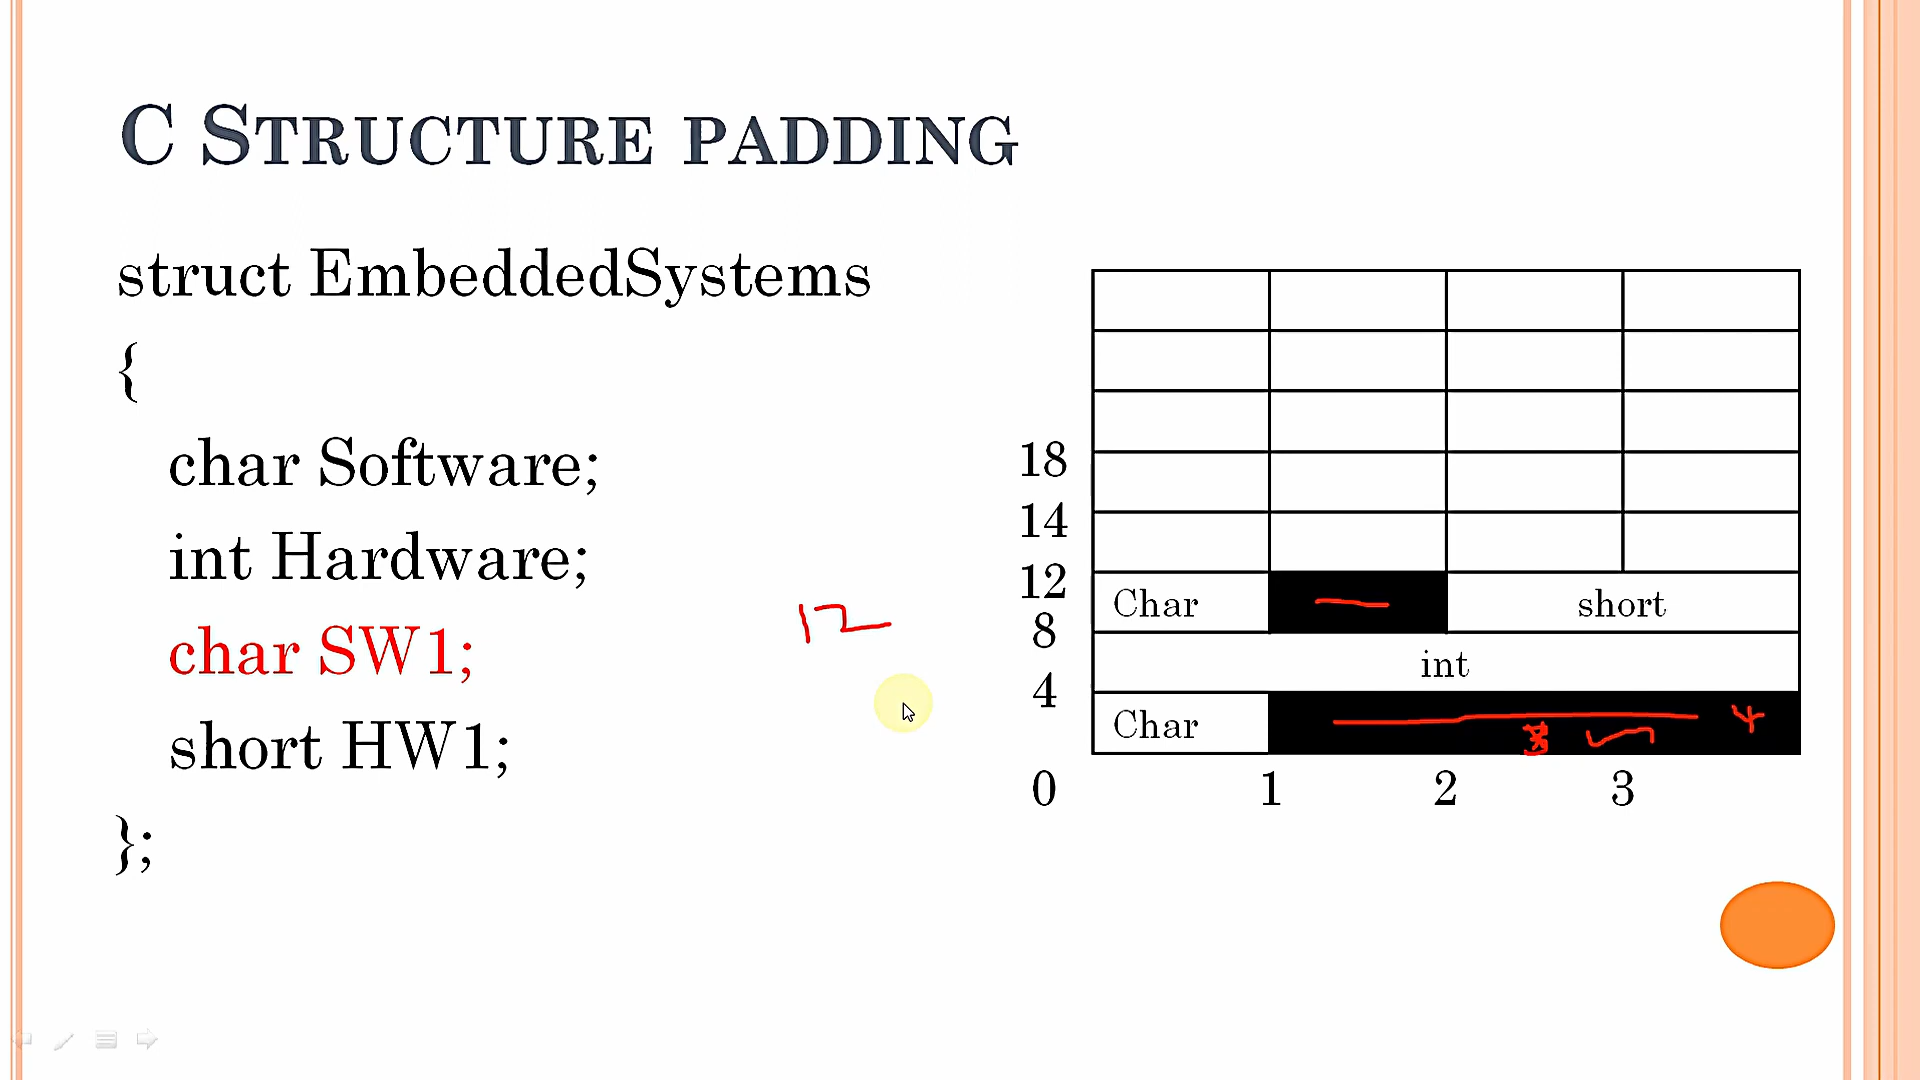 C STRUCTURE PADDING
struct EmbeddedSystems
{
char Software;
int Hardware;
char SW1;
short HW1;
};
12
18
14
12
8
4
0
Char short
int
Char
4
1 2 3